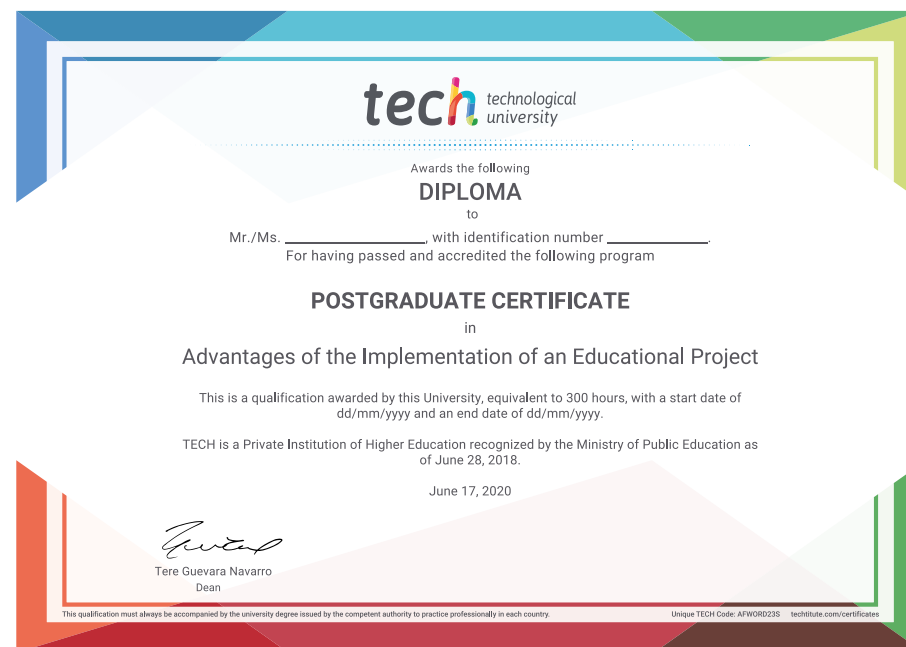 tech technological
university
Awards the following
DIPLOMA
to
Mr./Ms. ____________________, with identification number ______________.
For having passed and accredited the following program
POSTGRADUATE CERTIFICATE
in
Advantages of the Implementation of an Educational Project
This is a qualification awarded by this University, equivalent to 300 hours, with a start date of
dd/mm/yyyy and an end date of dd/mm/yyyy.
TECH is a Private Institution of Higher Education recognized by the Ministry of Public Education as
of June 28, 2018.
June 17, 2020
Tere Guevara Navarro
Dean
This qualification must always be accompanied by the university degree issued by the competent authority to practice professionally in each country.
Unique TECH Code: AFWORD23S techtitute.com/certificates